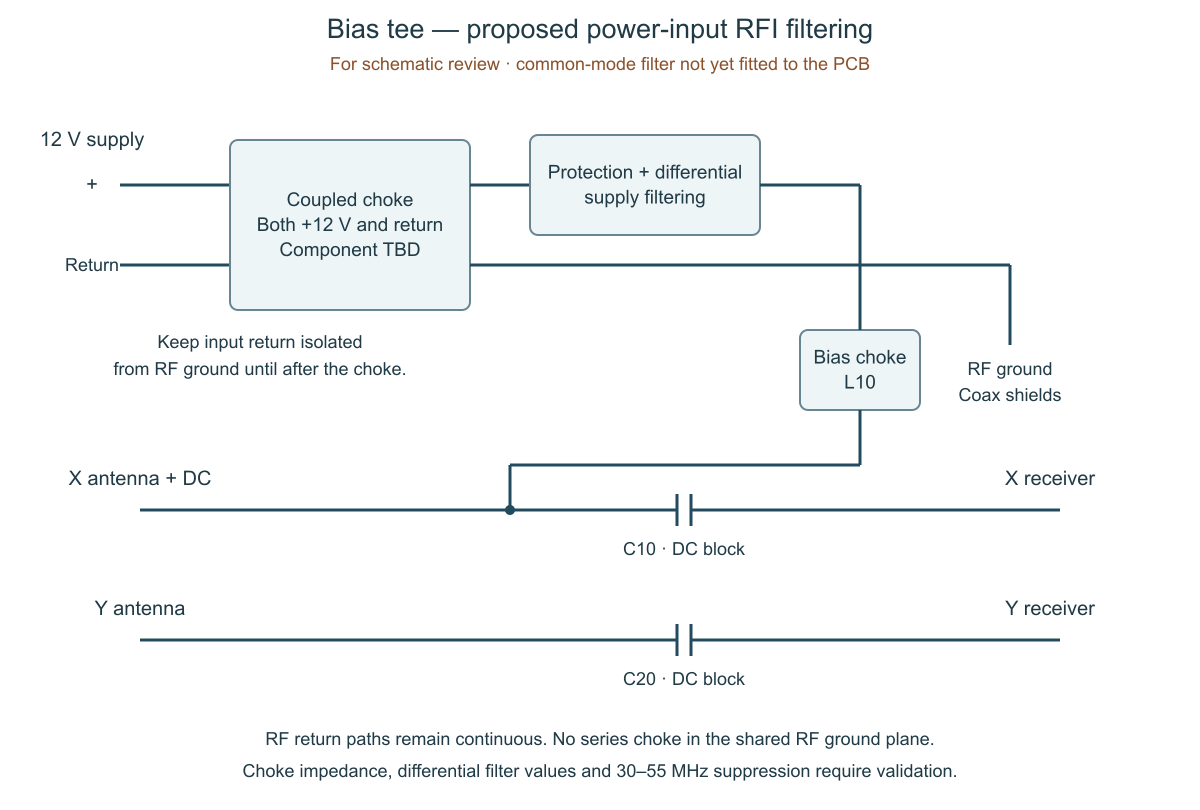 Bias tee — proposed power-input RFI filtering
For schematic review · common-mode filter not yet fitted to the PCB
12 V supply
+
Return
Coupled choke
Both +12 V and return
Component TBD
Protection + differential
supply filtering
Keep input return isolated
from RF ground until after the choke.
Bias choke
L10
RF ground
Coax shields
X antenna + DC
X receiver
C10 · DC block
Y antenna
Y receiver
C20 · DC block
RF return paths remain continuous. No series choke in the shared RF ground plane.
Choke impedance, differential filter values and 30–55 MHz suppression require validation.